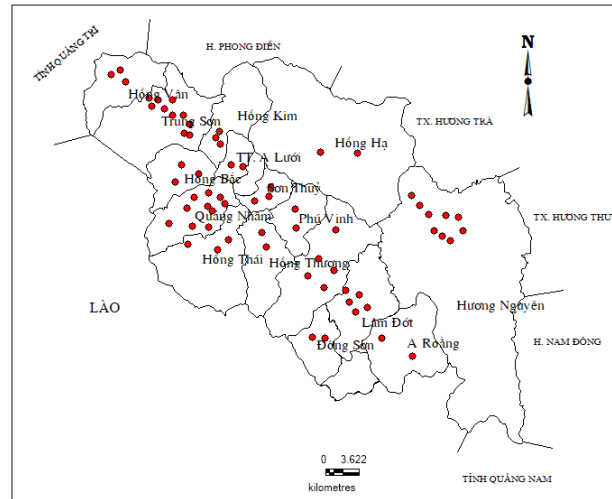 TỈNH QUẢNG TRỊ
H. PHONG ĐIỀN
N
Hồng Vân
Trung Sơn
Hồng Kim
TX. HƯƠNG TRÀ
Hồng Hạ
TT. A Lưới
Hồng Bắc
Sơn Thuỷ
Quảng Nhâm
Phú Vinh
TX. HƯƠNG THU
Hồng Thái
Hồng Thượng
LÀO
Hương Nguyên
Lâm Đớt
Đông Sơn
A Roằng
H. NAM ĐÔNG
0 3.622
kilometres
TỈNH QUẢNG NAM